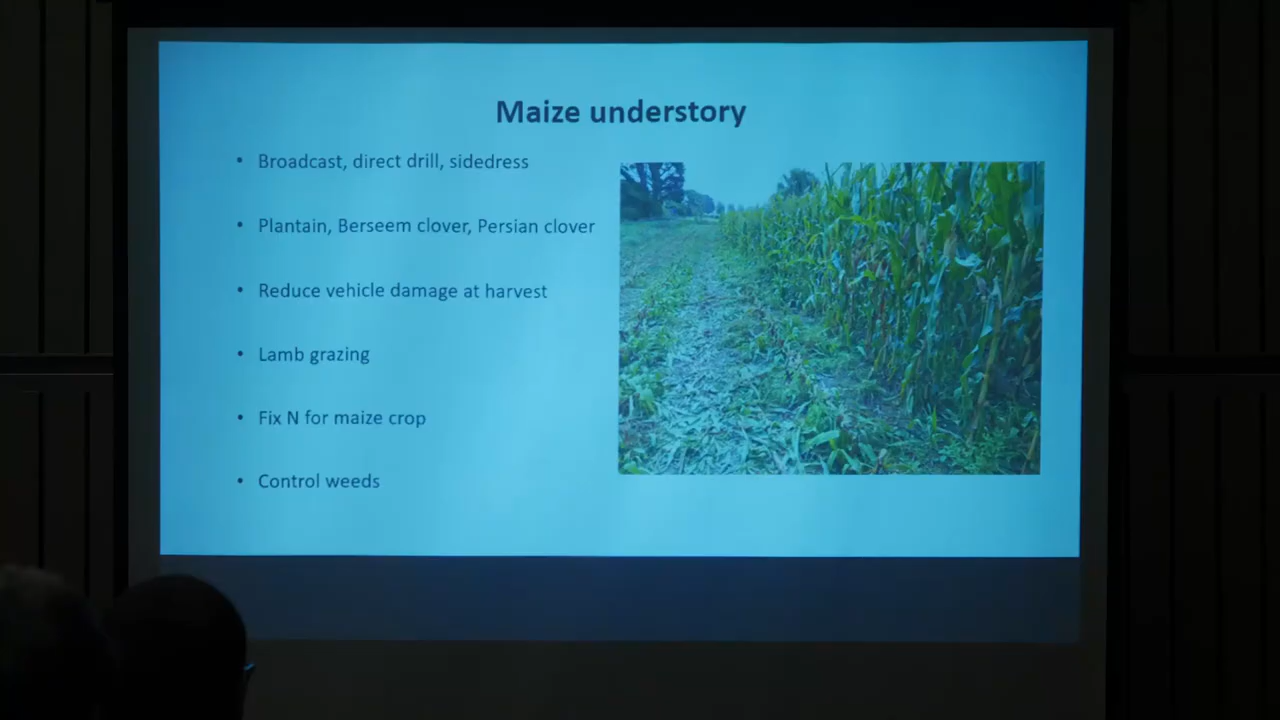 Maize understory
• Broadcast, direct drill, sidedress
• Plantain, Berseem clover, Persian clover
• Reduce vehicle damage at harvest
• Lamb grazing
• Fix N for maize crop
• Control weeds